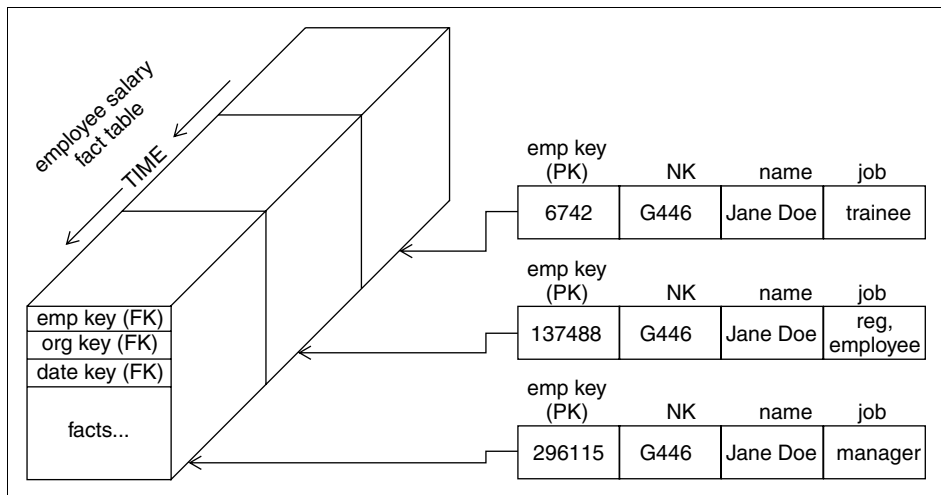 employee salary
fact table
TIME
emp key (FK)
org key (FK)
date key (FK)
facts...
emp key
(PK) NK name job
6742 G446 Jane Doe trainee
emp key
(PK) NK name job
137488 G446 Jane Doe reg,
employee
emp key
(PK) NK name job
296115 G446 Jane Doe manager